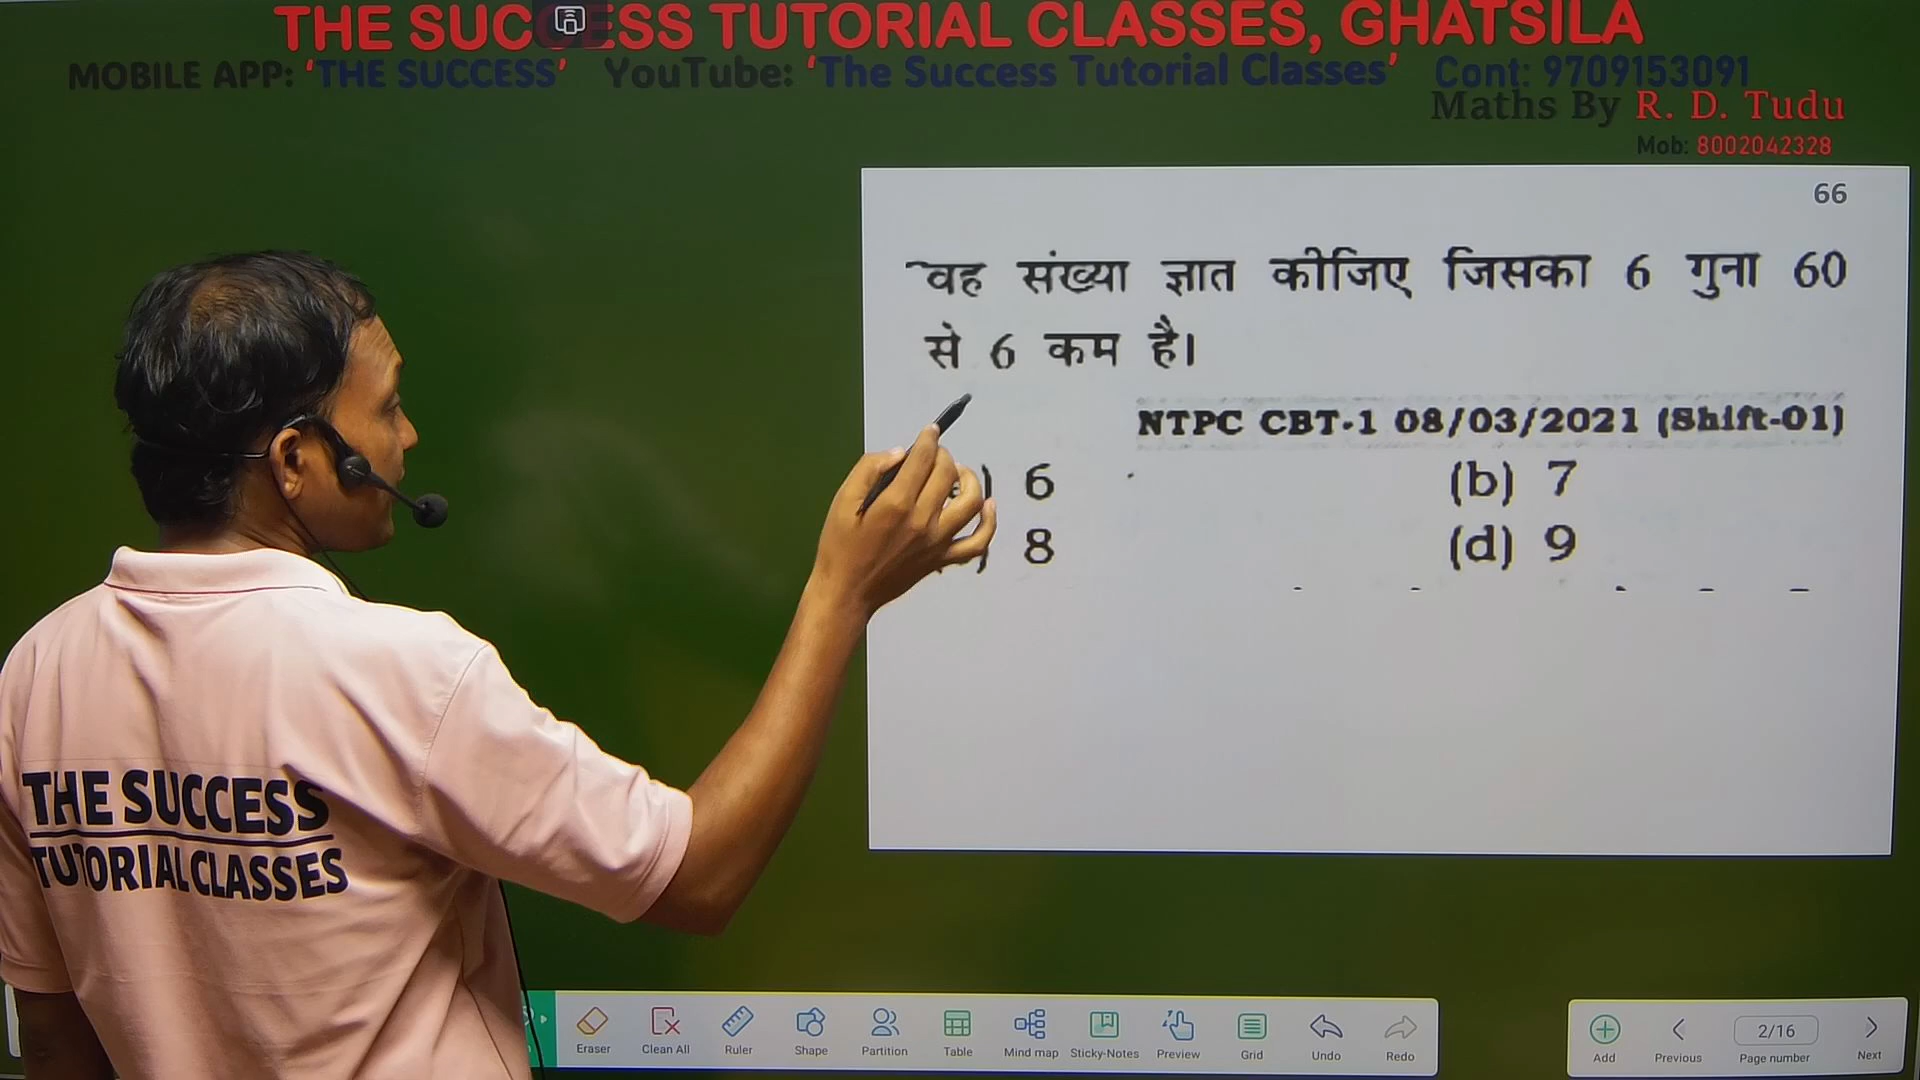 THE SUCCESS TUTORIAL CLASSES, GHATSILA
MOBILE APP: 'THE SUCCESS' YouTube: 'The Success Tutorial Classes' Cont: 9709153091
Maths By R. D. Tudu
Mob: 8002042328
66
वह संख्या ज्ञात कीजिए जिसका 6 गुना 60
से 6 कम है।
NTPC CBT-1 08/03/2021 (Shift-01)
6 (b) 7
8 (d) 9
THE SUCCESS
TUTORIAL CLASSES
Eraser Clean All Ruler Shape Partition Table Mind map Sticky-Notes Preview Grid Undo Redo
2/16
Add Previous Page number Next